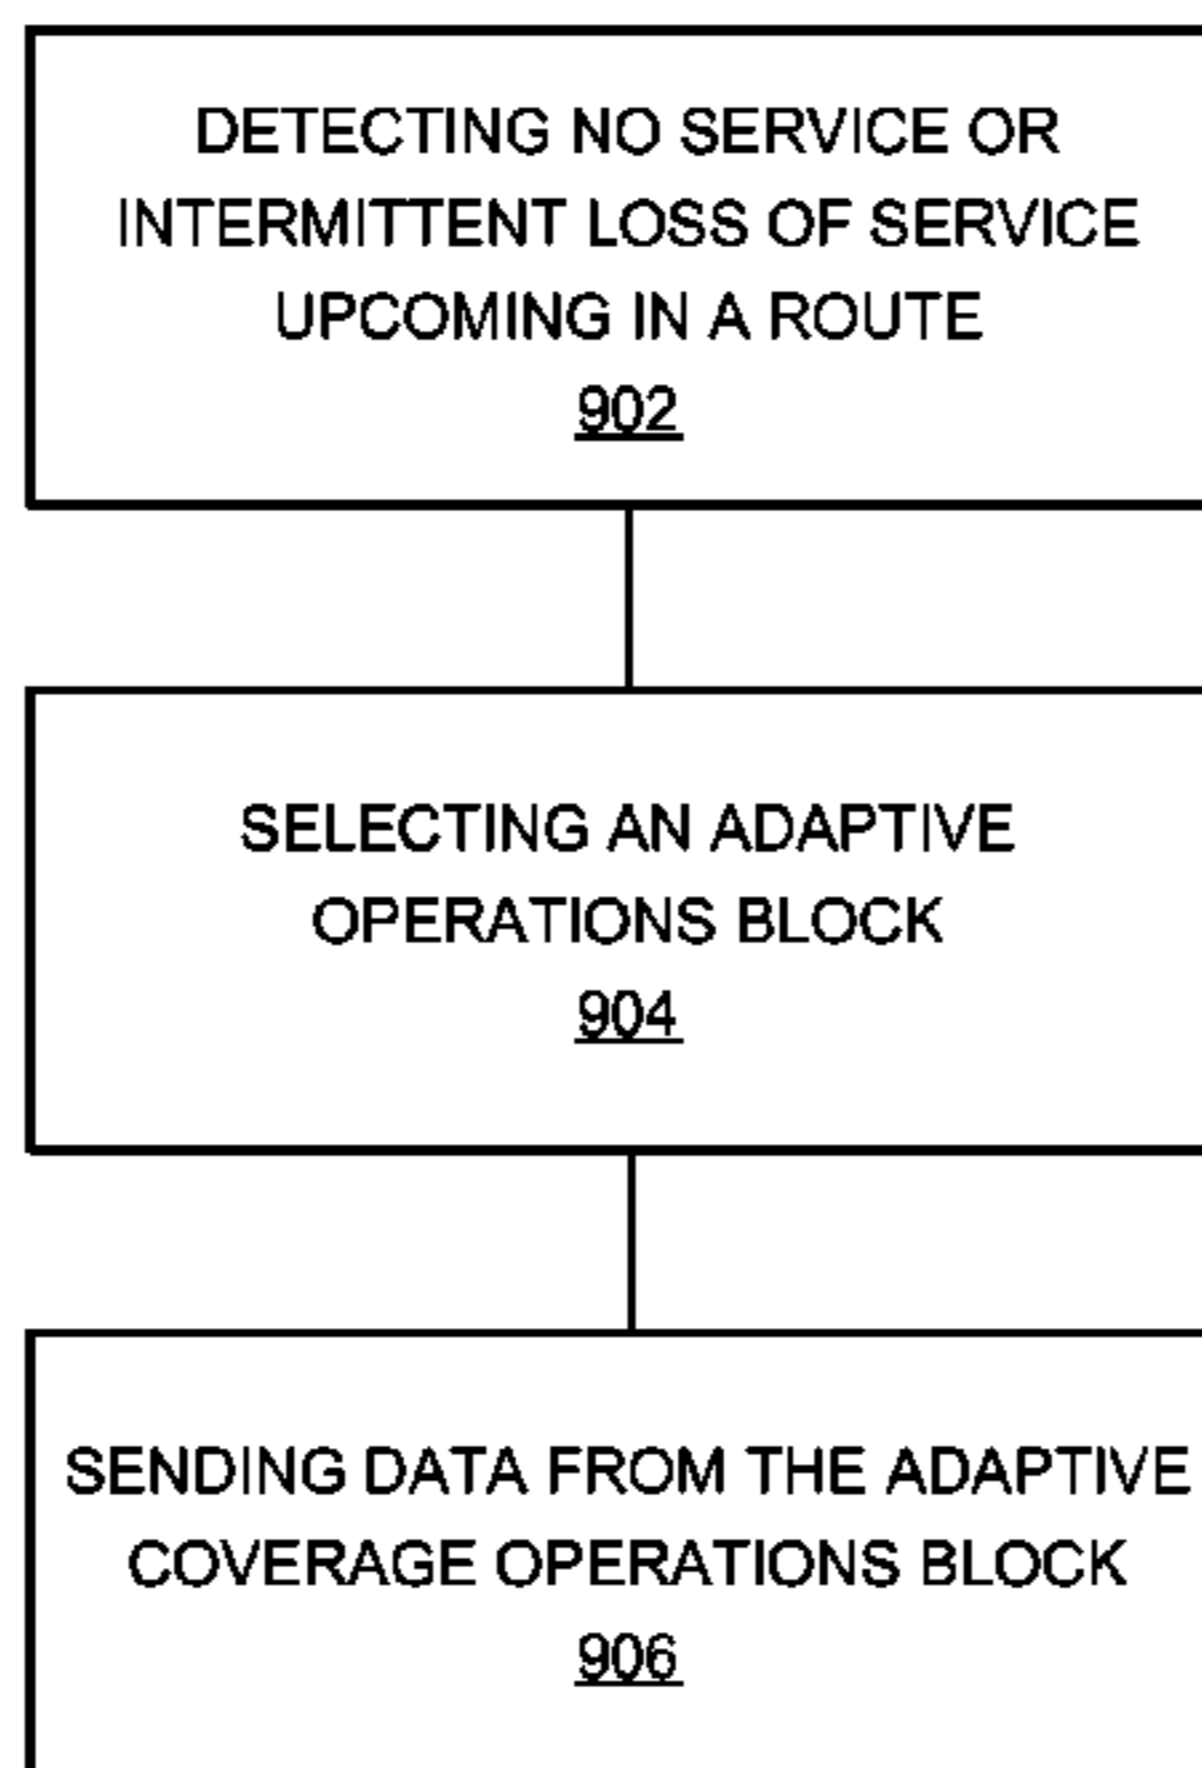 DETECTING NO SERVICE OR
INTERMITTENT LOSS OF SERVICE
UPCOMING IN A ROUTE
902
SELECTING AN ADAPTIVE
OPERATIONS BLOCK
904
SENDING DATA FROM THE ADAPTIVE
COVERAGE OPERATIONS BLOCK
906